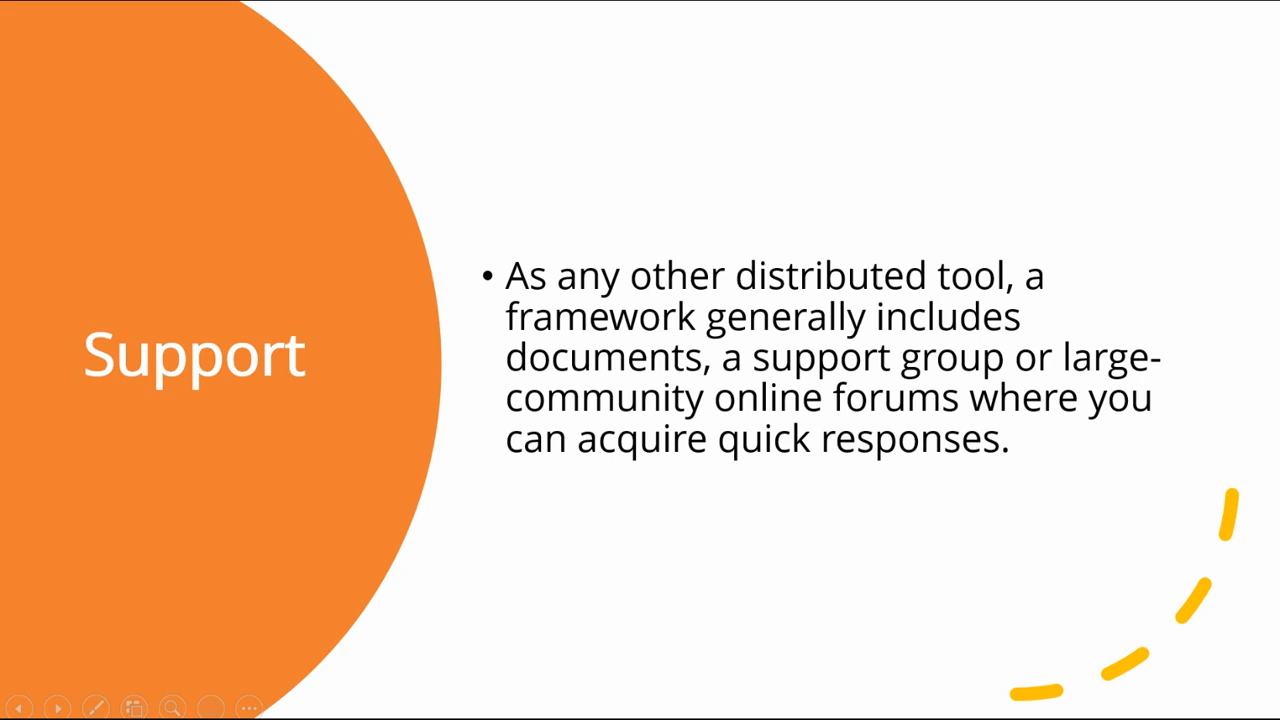 Support
• As any other distributed tool, a
framework generally includes
documents, a support group or large-
community online forums where you
can acquire quick responses.